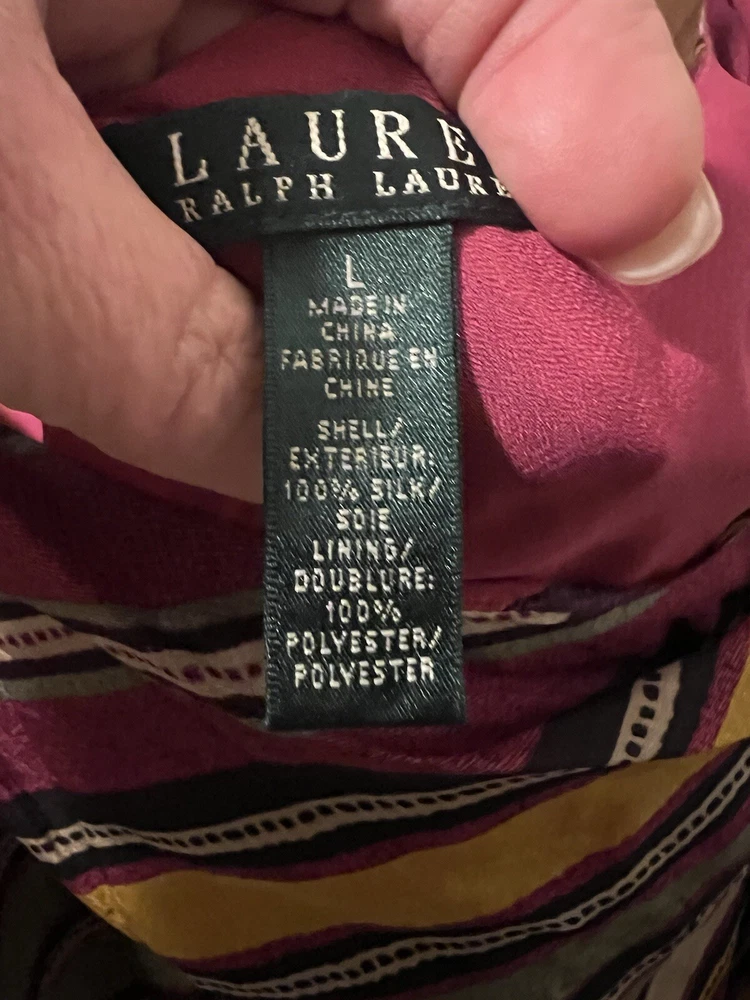 LAURE
RALPH LAURE
L
MADE IN
CHINA
FABRIQUE EN
CHINE
SHELL/
EXTERIEUR:
100% SILK/
SOIE
LINING/
DOUBLURE:
100%
POLYESTER/
POLYESTER